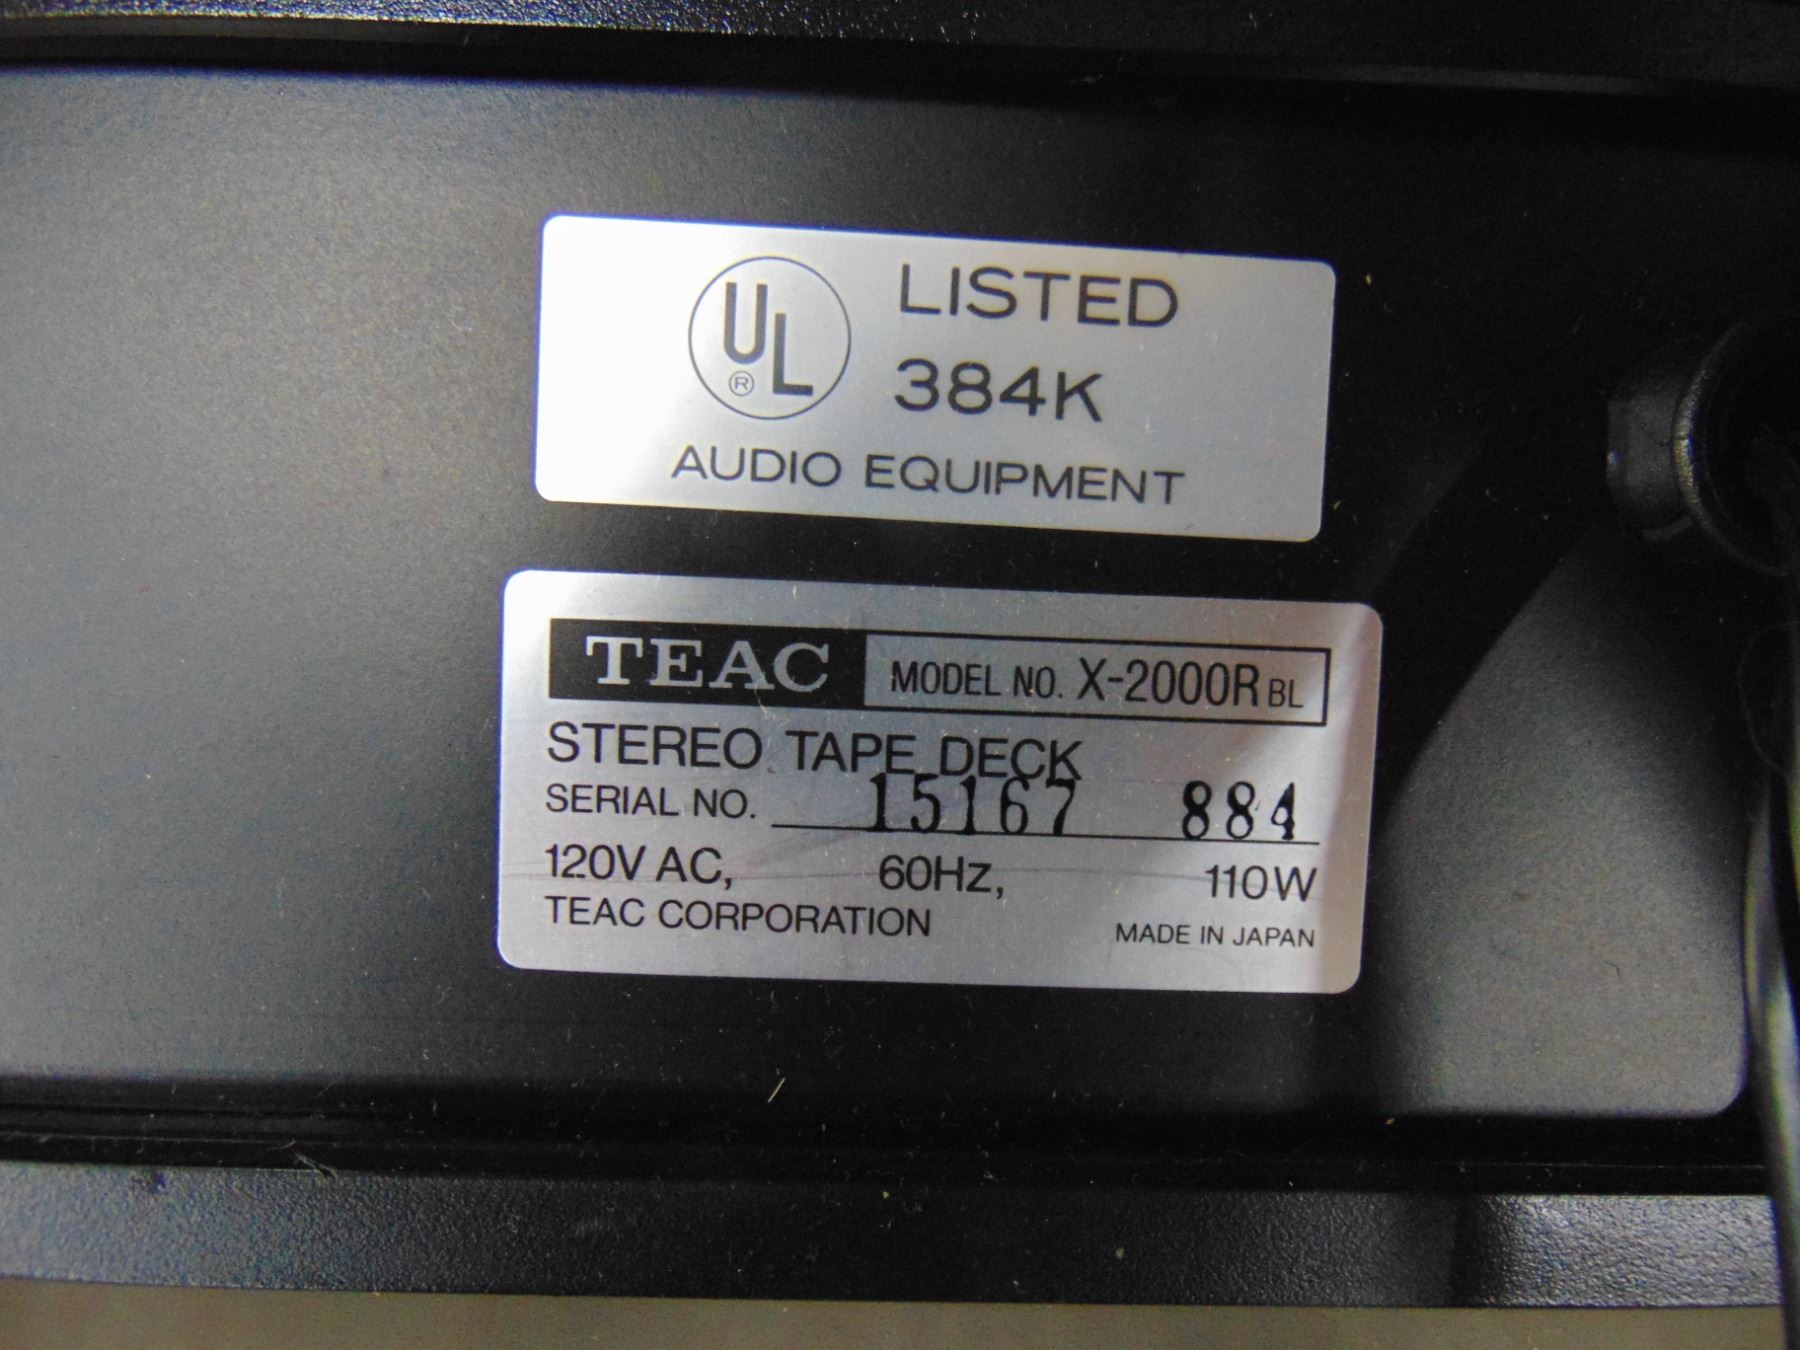 UL® LISTED
384K
AUDIO EQUIPMENT
TEAC MODEL NO. X-2000R BL
STEREO TAPE DECK
SERIAL NO. 15167 884
120V AC, 60Hz, 110W
TEAC CORPORATION MADE IN JAPAN